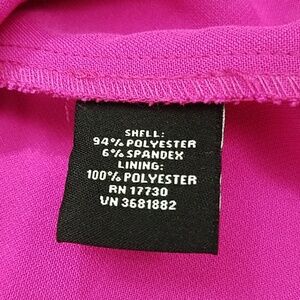 SHELL:
94% POLYESTER
6% SPANDEX
LINING:
100% POLYESTER
RN 17730
VN 3681882